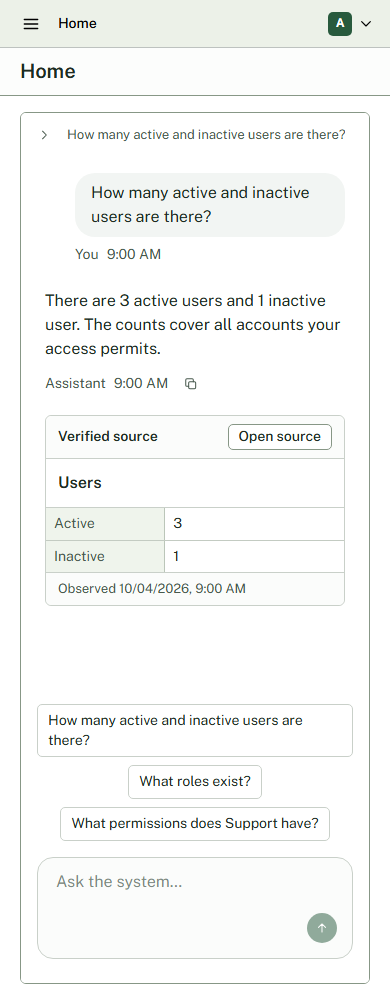 Home
A
Home
How many active and inactive users are there?
How many active and inactive
users are there?
You 9:00 AM
There are 3 active users and 1 inactive
user. The counts cover all accounts your
access permits.
Assistant 9:00 AM
Verified source
Open source
Users
Active 3
Inactive 1
Observed 10/04/2026, 9:00 AM
How many active and inactive users are
there?
What roles exist?
What permissions does Support have?
Ask the system...